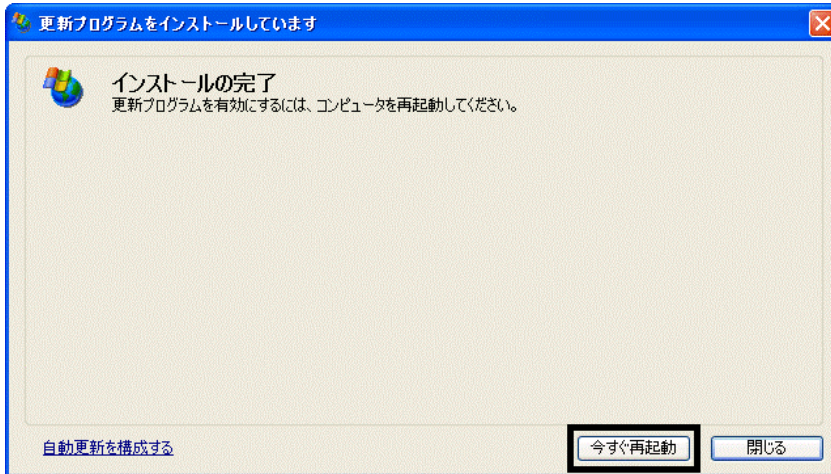 更新プログラムをインストールしています
インストールの完了
更新プログラムを有効にするには、コンピュータを再起動してください。
自動更新を構成する
今すぐ再起動
閉じる